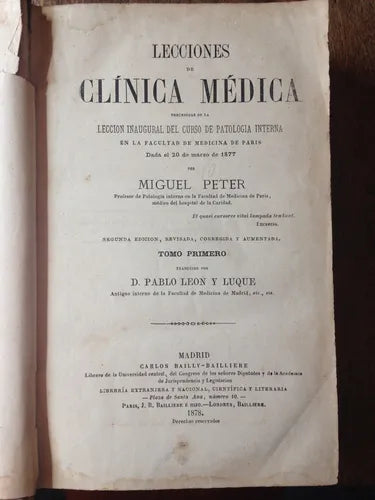 LECCIONES
DE
CLÍNICA MÉDICA
PRECEDIDAS DE LA
LECCION INAUGURAL DEL CURSO DE PATOLOGIA INTERNA
EN LA FACULTAD DE MEDICINA DE PARIS
Dada el 20 de marzo de 1877
POR
MIGUEL PETER
Profesor de Patología interna en la Facultad de Medicina de Paris,
médico del hospital de la Caridad.
Et quasi cursores vitai lampada tradunt.
LUCRECIO.
SEGUNDA EDICION, REVISADA, CORREGIDA Y AUMENTADA,
TOMO PRIMERO
TRADUCIDO POR
D. PABLO LEON Y LUQUE
Antiguo interno de la Facultad de Medicina de Madrid, etc., etc.
MADRID
CARLOS BAILLY-BAILLIERE
Librero de la Universidad central, del Congreso de los señores Diputados y de la Academia
de Jurisprudencia y Legislacion
LIBRERÍA EXTRANJERA Y NACIONAL, CIENTÍFICA Y LITERARIA
— Plaza de Santa Ana, número 10. —
PARIS, J. B. BAILLIERE É HIJO.—LONDRES, BAILLIERE.
1878.
Derechos reservados